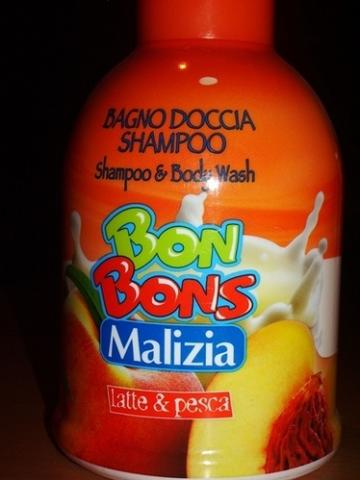 BAGNO DOCCIA
SHAMPOO
Shampoo & Body Wash
BON
BONS
Malizia
latte & pesca